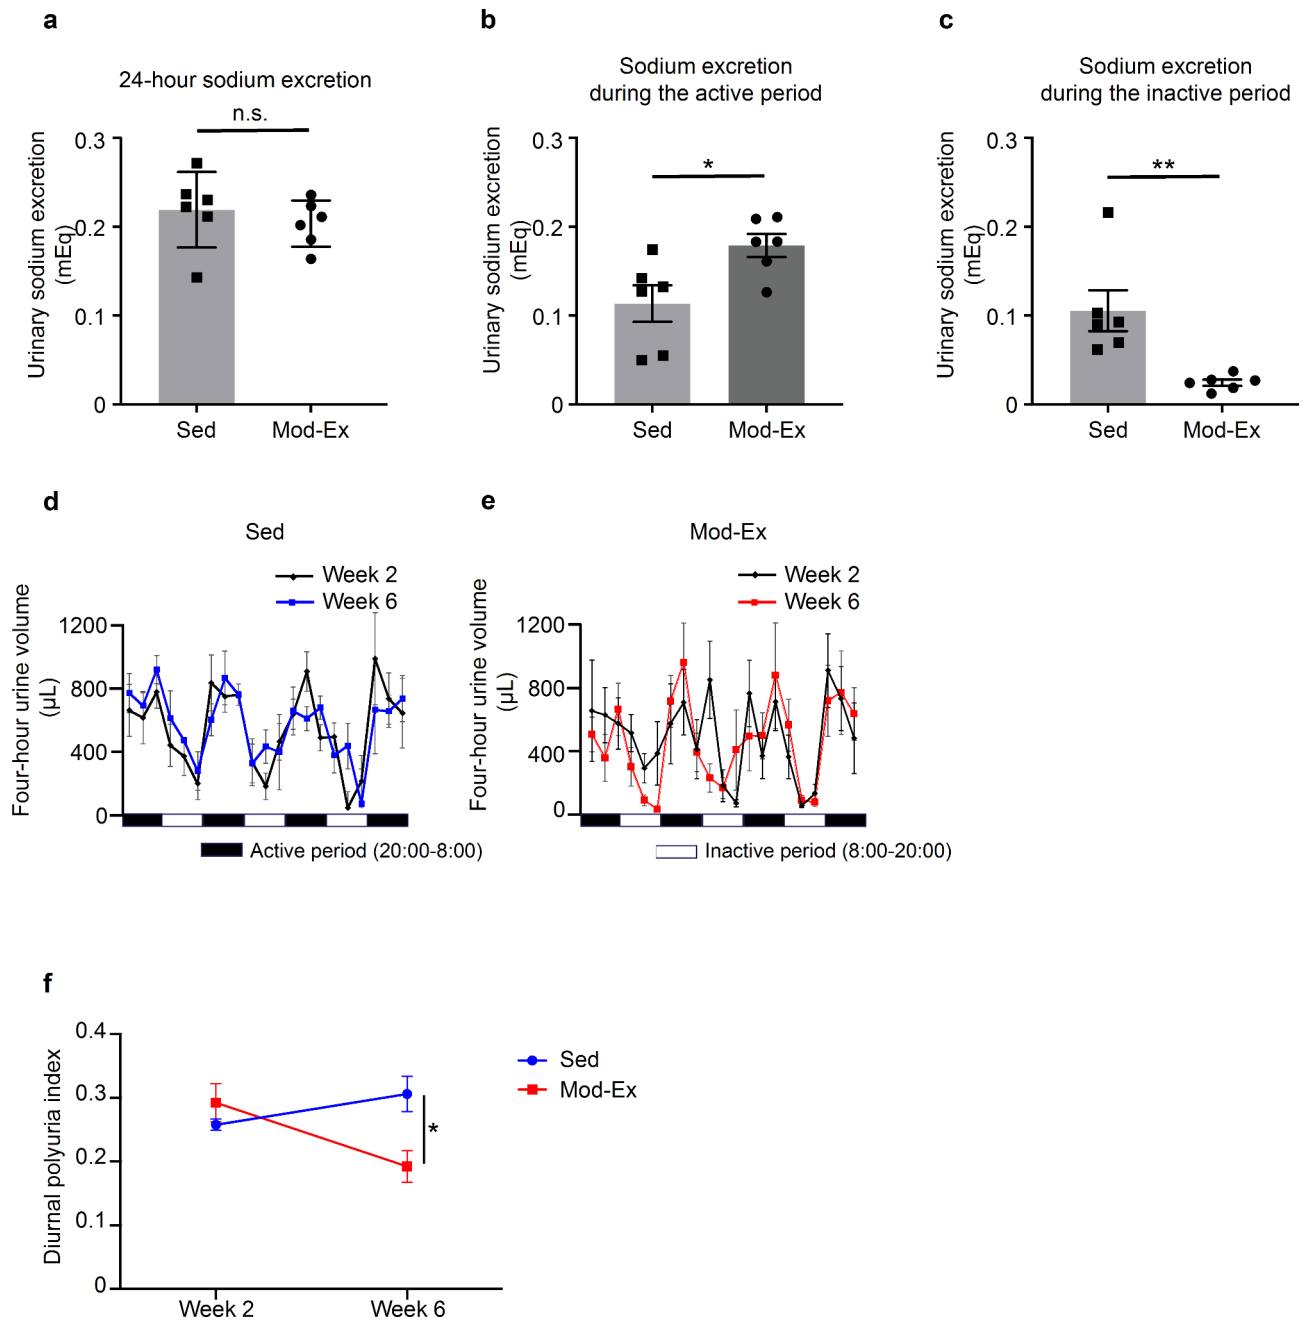 a
24-hour sodium excretion
n.s.
Urinary sodium excretion
(mEq)
0.3
0.2
0.1
0
Sed
Mod-Ex
b
Sodium excretion
during the active period
*
Urinary sodium excretion
(mEq)
0.3
0.2
0.1
0
Sed
Mod-Ex
c
Sodium excretion
during the inactive period
**
Urinary sodium excretion
(mEq)
0.3
0.2
0.1
0
Sed
Mod-Ex
d
Sed
Week 2
Week 6
Four-hour urine volume
(µL)
1200
800
400
0
Active period (20:00-8:00)
e
Mod-Ex
Week 2
Week 6
Four-hour urine volume
(µL)
1200
800
400
0
Inactive period (8:00-20:00)
f
Diurnal polyuria index
0.4
0.3
0.2
0.1
0
Week 2
Week 6
*
Sed
Mod-Ex